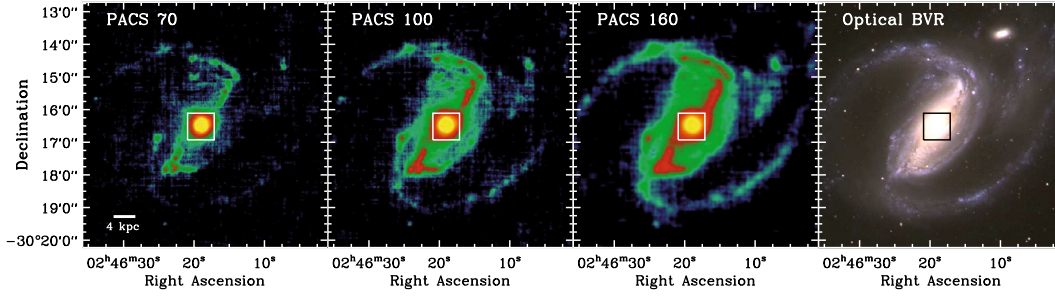 PACS 70
PACS 100
PACS 160
Optical BVR
Declination
13′0″
14′0″
15′0″
16′0″
17′0″
18′0″
19′0″
−30°20′0″
4 kpc
02ʰ46ᵐ30ˢ 20ˢ 10ˢ
02ʰ46ᵐ30ˢ 20ˢ 10ˢ
02ʰ46ᵐ30ˢ 20ˢ 10ˢ
02ʰ46ᵐ30ˢ 20ˢ 10ˢ
Right Ascension
Right Ascension
Right Ascension
Right Ascension